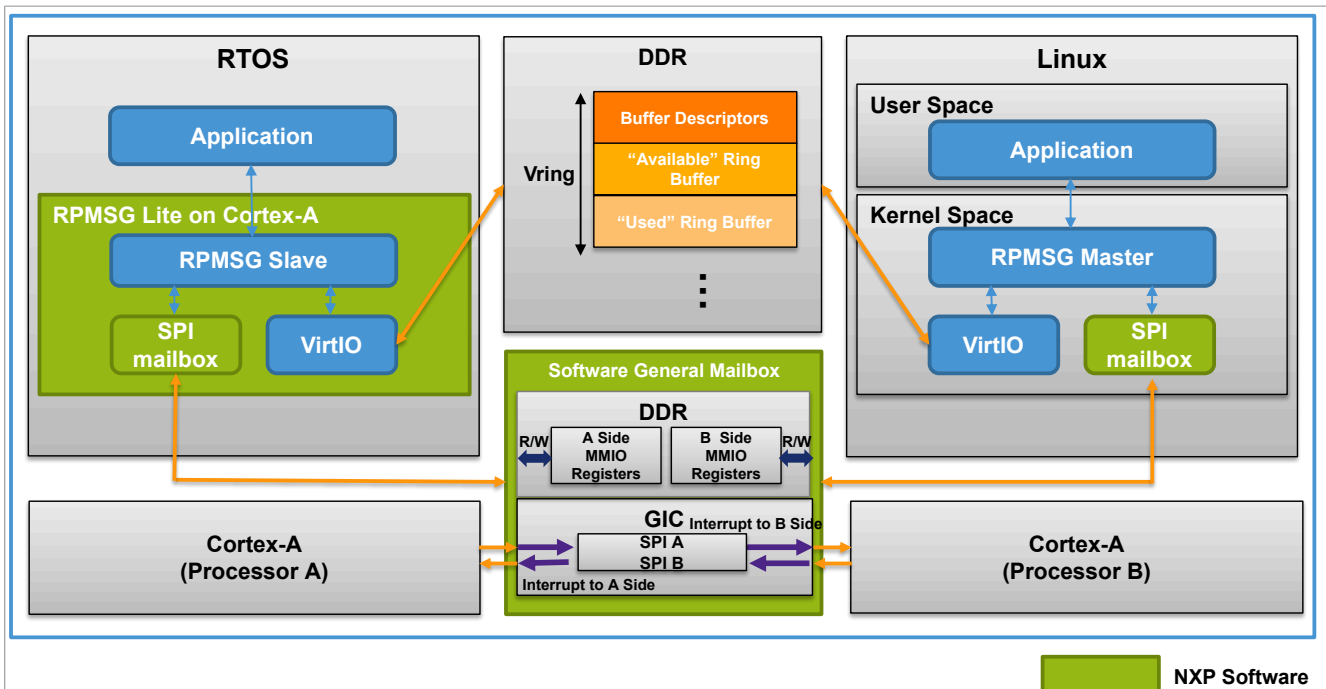 RTOS
Application
RPMSG Lite on Cortex-A
RPMSG Slave
SPI
mailbox
VirtIO
DDR
Vring
Buffer Descriptors
“Available” Ring
Buffer
“Used” Ring Buffer
Linux
User Space
Application
Kernel Space
RPMSG Master
VirtIO
SPI
mailbox
Software General Mailbox
DDR
R/W
A Side
MMIO
Registers
B Side
MMIO
Registers
R/W
GIC
Interrupt to B Side
SPI A
SPI B
Interrupt to A Side
Cortex-A
(Processor A)
Cortex-A
(Processor B)
NXP Software